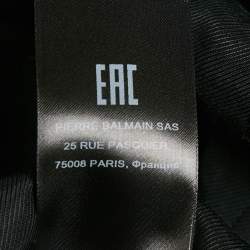 EAC
PIERRE BALMAIN SAS
25 RUE PASQUIER
75008 PARIS, Франция